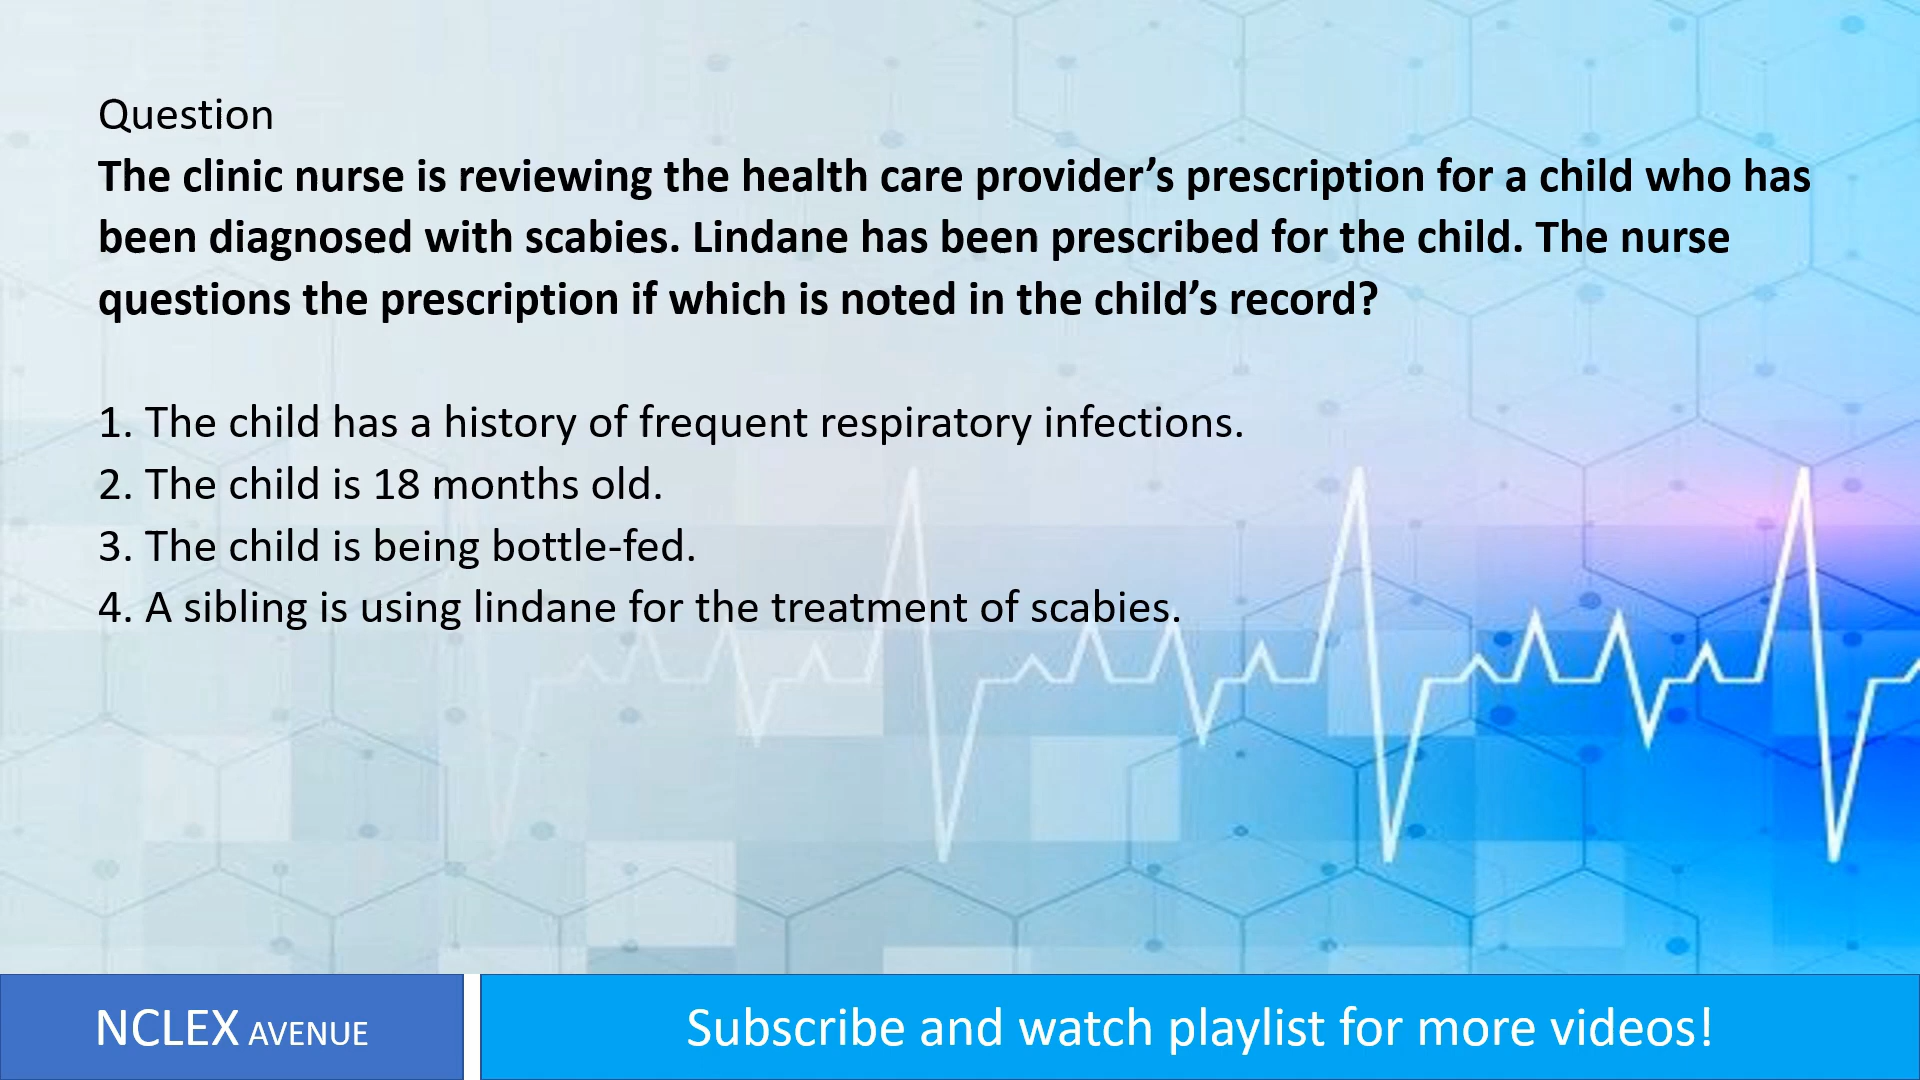 Question
The clinic nurse is reviewing the health care provider’s prescription for a child who has
been diagnosed with scabies. Lindane has been prescribed for the child. The nurse
questions the prescription if which is noted in the child’s record?
1. The child has a history of frequent respiratory infections.
2. The child is 18 months old.
3. The child is being bottle-fed.
4. A sibling is using lindane for the treatment of scabies.
NCLEX AVENUE
Subscribe and watch playlist for more videos!